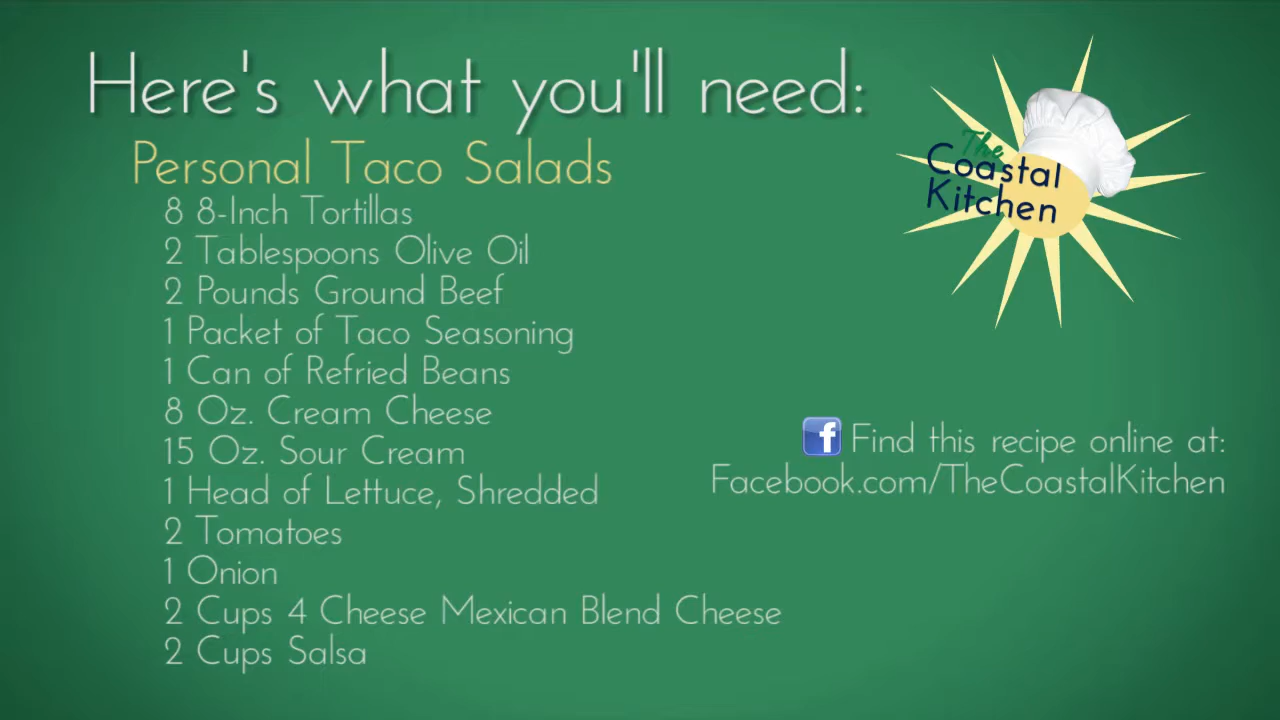 Here's what you'll need:
Personal Taco Salads
8 8-Inch Tortillas
2 Tablespoons Olive Oil
2 Pounds Ground Beef
1 Packet of Taco Seasoning
1 Can of Refried Beans
8 Oz. Cream Cheese
15 Oz. Sour Cream
1 Head of Lettuce, Shredded
2 Tomatoes
1 Onion
2 Cups 4 Cheese Mexican Blend Cheese
2 Cups Salsa
The
Coastal
Kitchen
f Find this recipe online at:
Facebook.com/TheCoastalKitchen